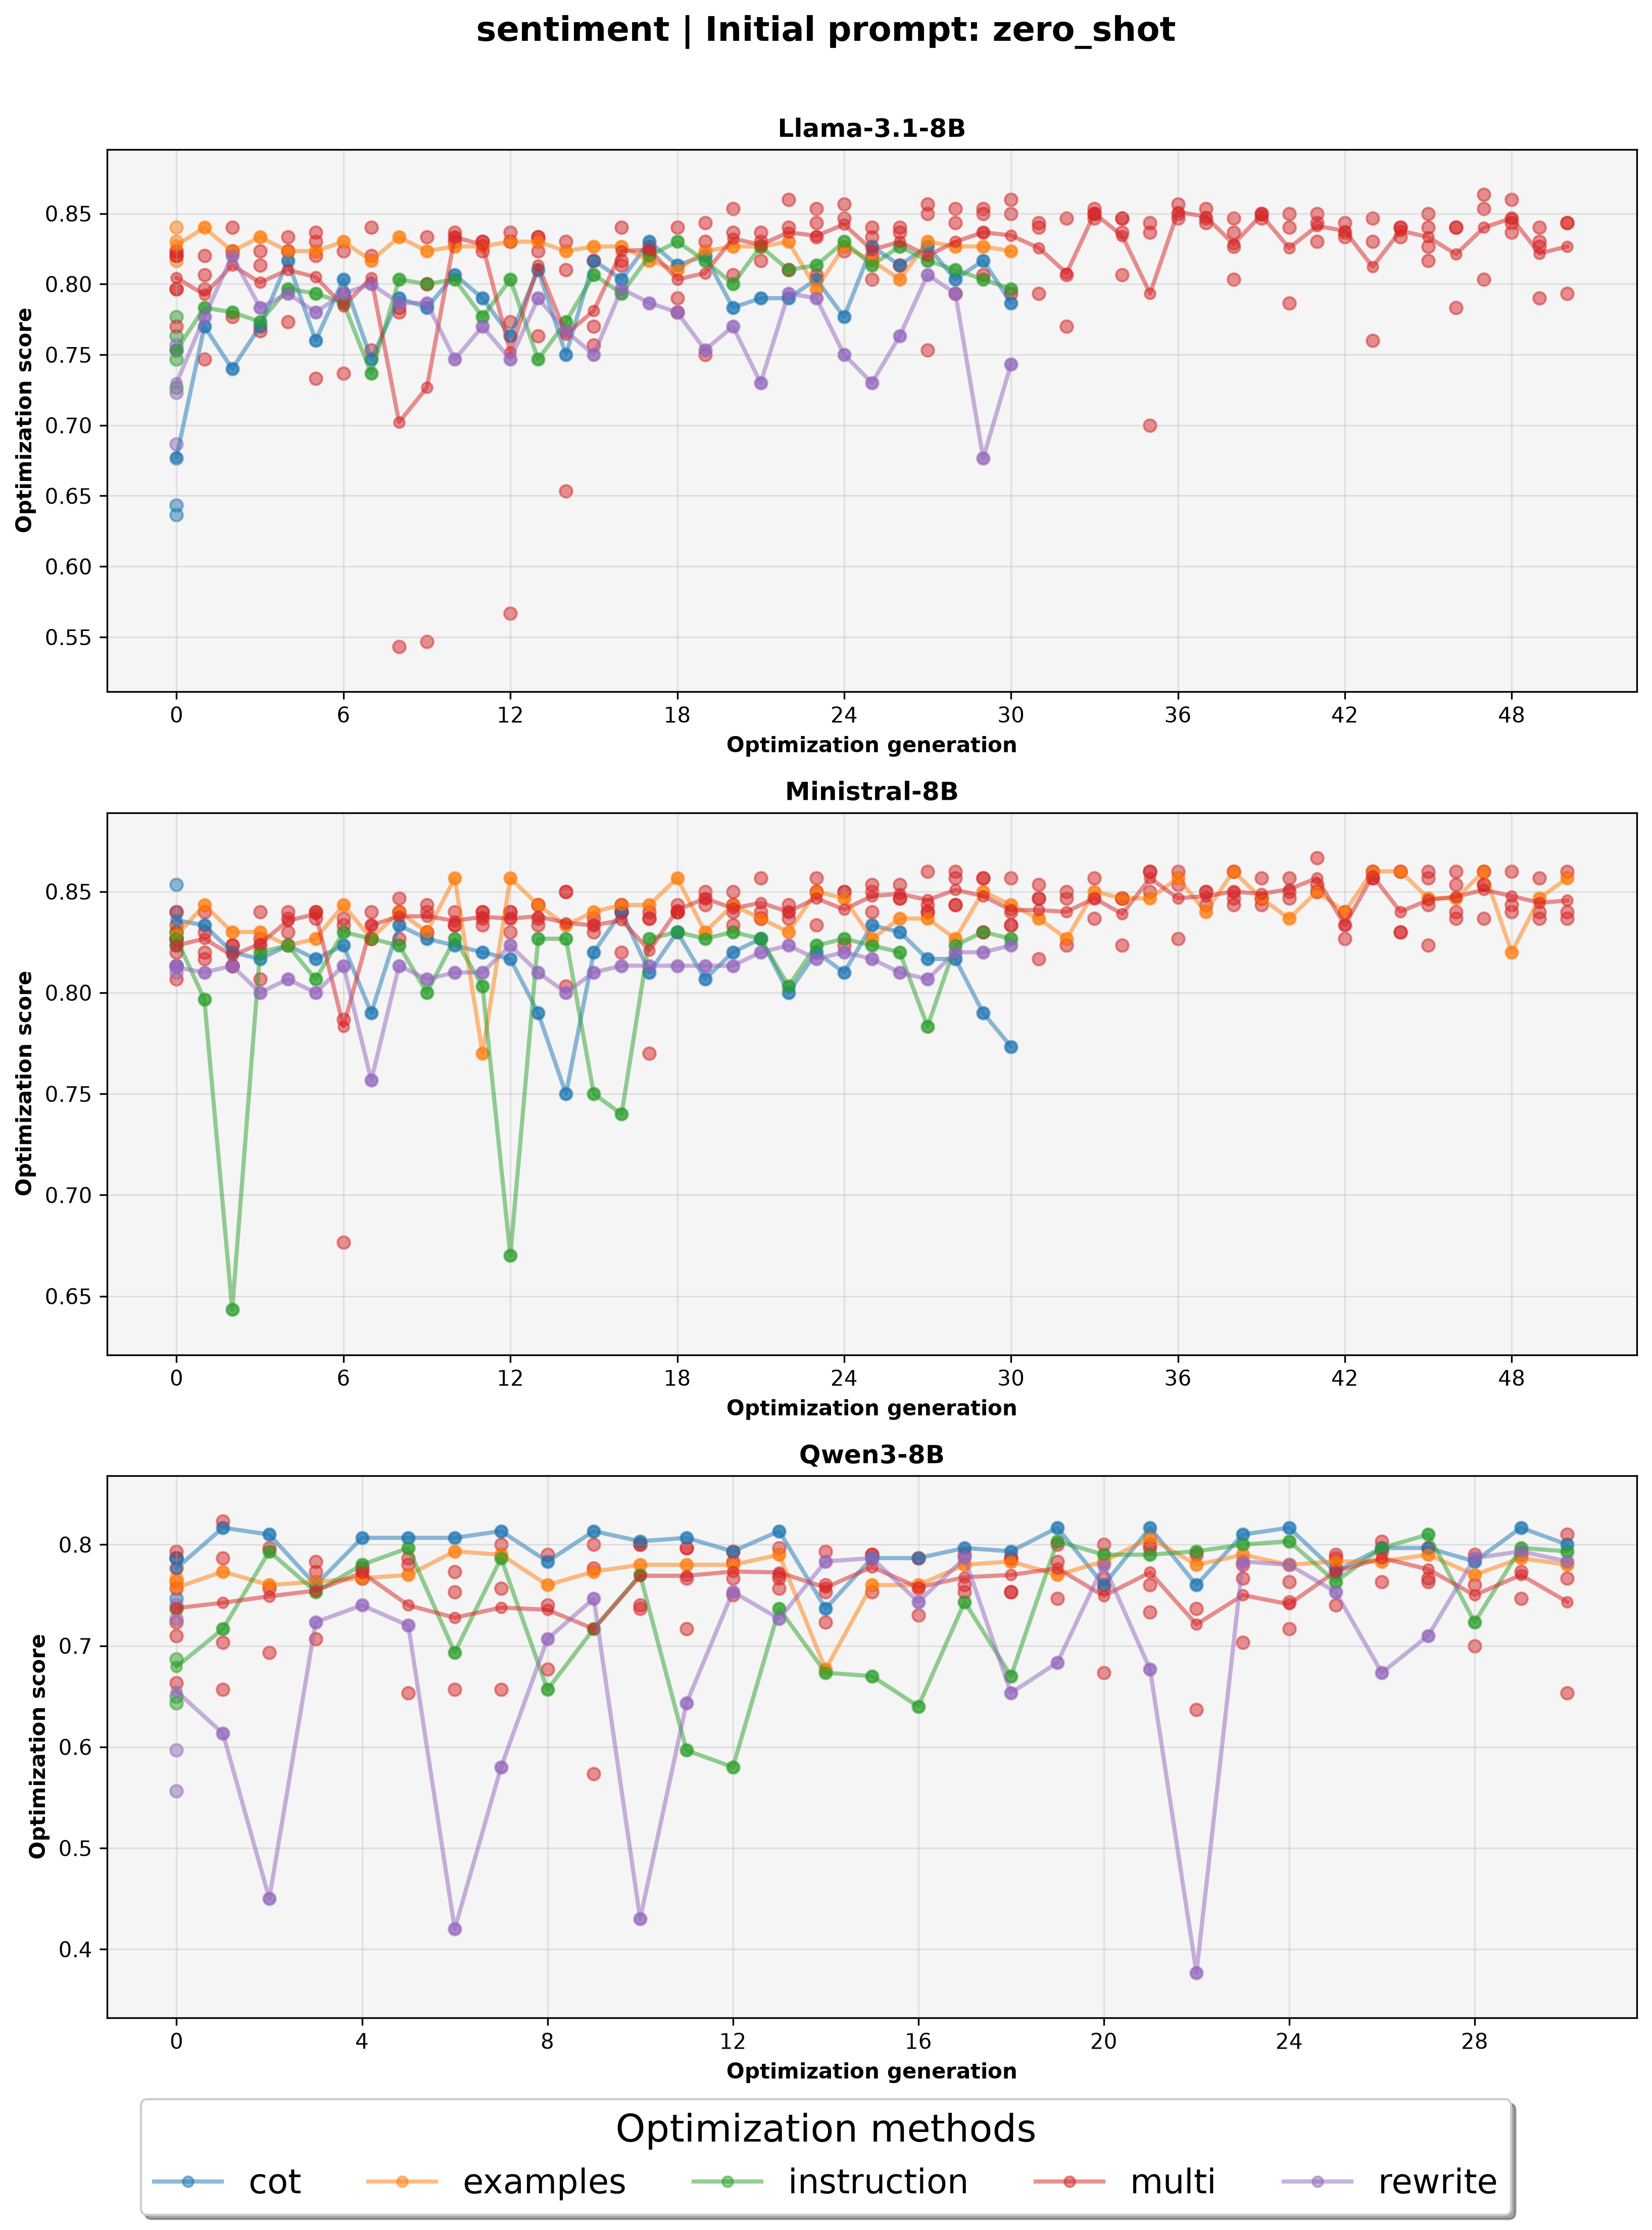 sentiment | Initial prompt: zero_shot
Llama-3.1-8B
Optimization score
0.85
0.80
0.75
0.70
0.65
0.60
0.55
0 6 12 18 24 30 36 42 48
Optimization generation
Ministral-8B
Optimization score
0.85
0.80
0.75
0.70
0.65
0 6 12 18 24 30 36 42 48
Optimization generation
Qwen3-8B
Optimization score
0.8
0.7
0.6
0.5
0.4
0 4 8 12 16 20 24 28
Optimization generation
Optimization methods
cot examples instruction multi rewrite